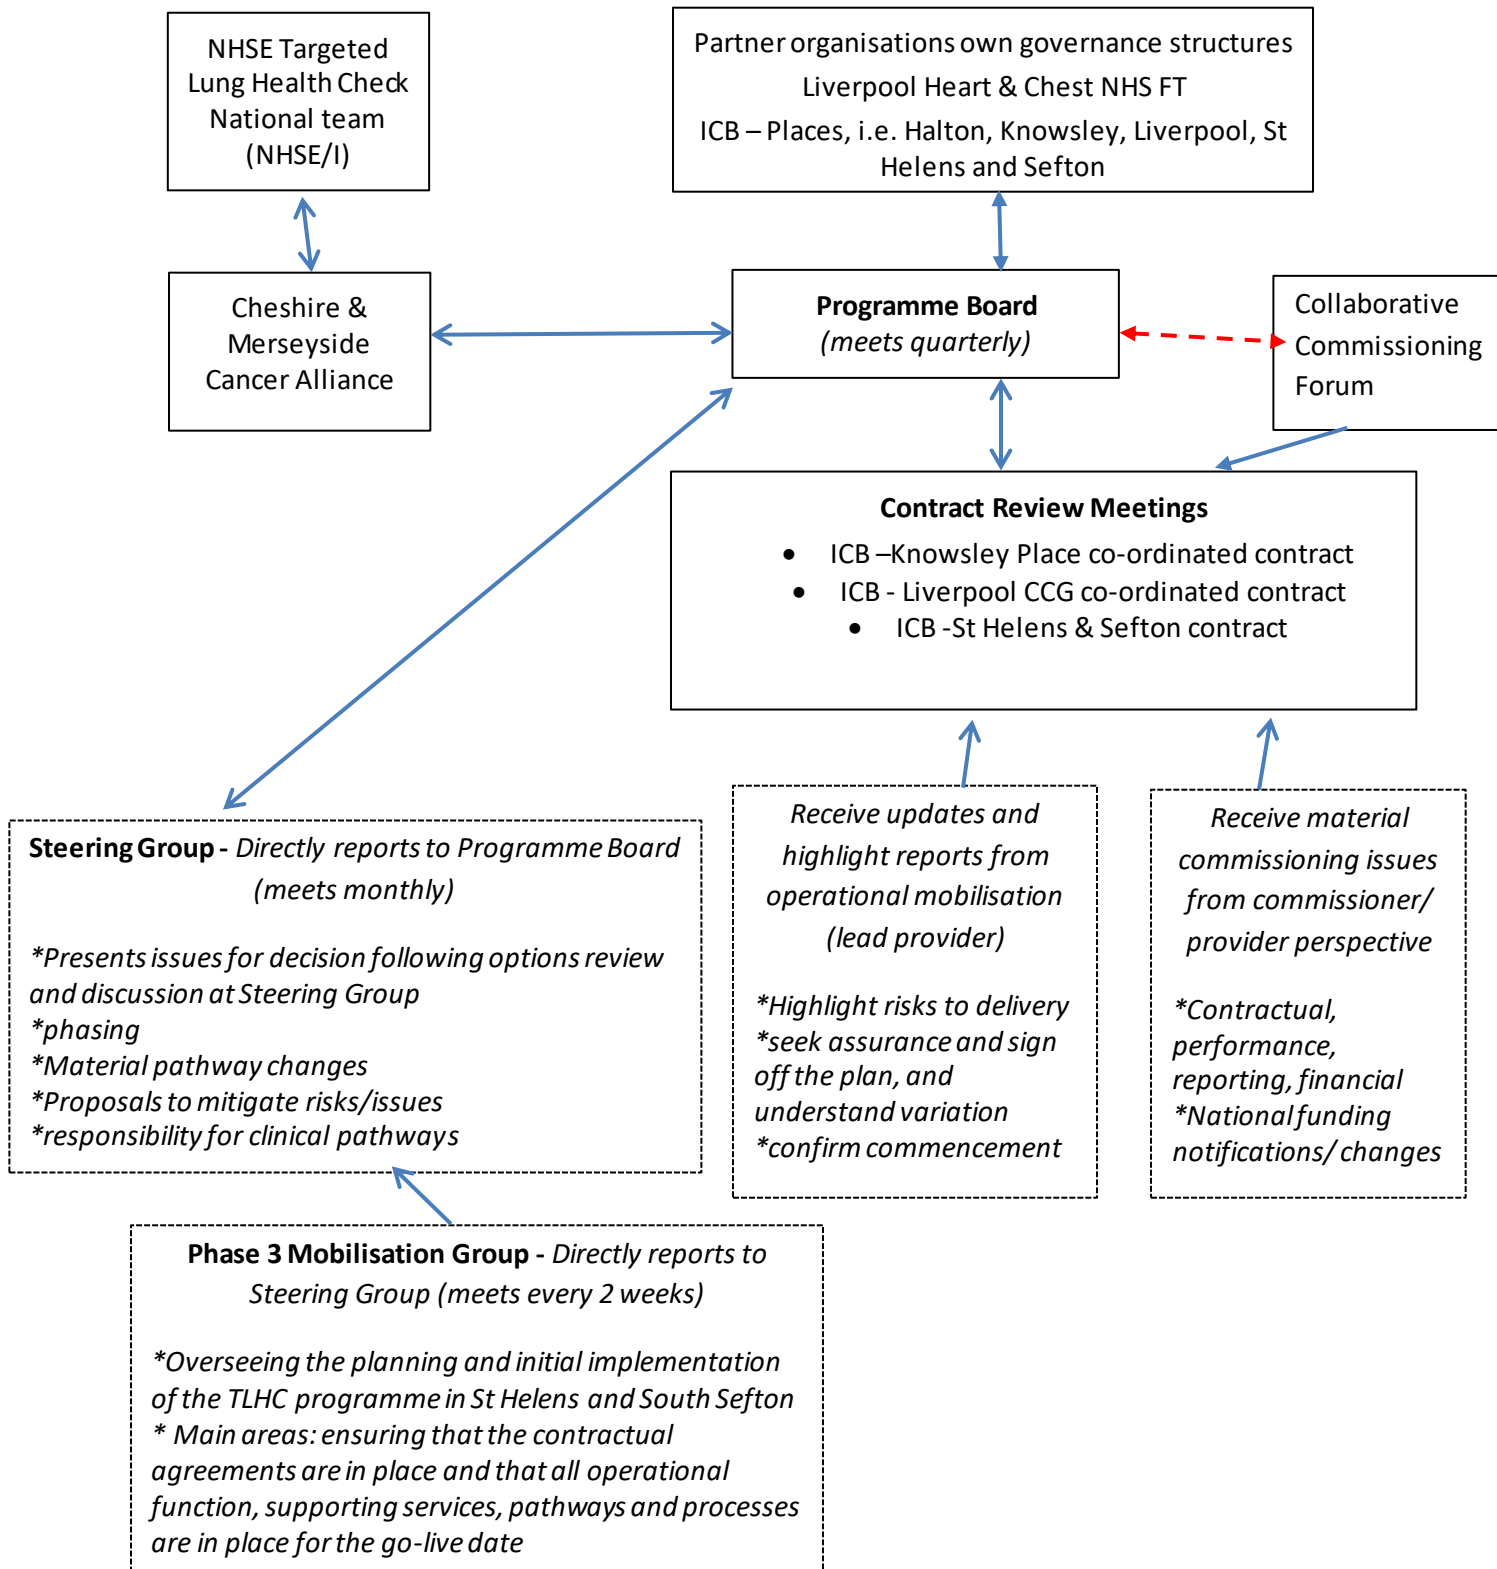 NHSE Targeted
Lung Health Check
National team
(NHSE/I)
Partner organisations own governance structures
Liverpool Heart & Chest NHS FT
ICB – Places, i.e. Halton, Knowsley, Liverpool, St
Helens and Sefton
Cheshire &
Merseyside
Cancer Alliance
Programme Board
(meets quarterly)
Collaborative
Commissioning
Forum
Contract Review Meetings
• ICB –Knowsley Place co-ordinated contract
• ICB - Liverpool CCG co-ordinated contract
• ICB -St Helens & Sefton contract
Steering Group - Directly reports to Programme Board
(meets monthly)
*Presents issues for decision following options review
and discussion at Steering Group
*phasing
*Material pathway changes
*Proposals to mitigate risks/issues
*responsibility for clinical pathways
Receive updates and
highlight reports from
operational mobilisation
(lead provider)
*Highlight risks to delivery
*seek assurance and sign
off the plan, and
understand variation
*confirm commencement
Receive material
commissioning issues
from commissioner/
provider perspective
*Contractual,
performance,
reporting, financial
*National funding
notifications/ changes
Phase 3 Mobilisation Group - Directly reports to
Steering Group (meets every 2 weeks)
*Overseeing the planning and initial implementation
of the TLHC programme in St Helens and South Sefton
* Main areas: ensuring that the contractual
agreements are in place and that all operational
function, supporting services, pathways and processes
are in place for the go-live date